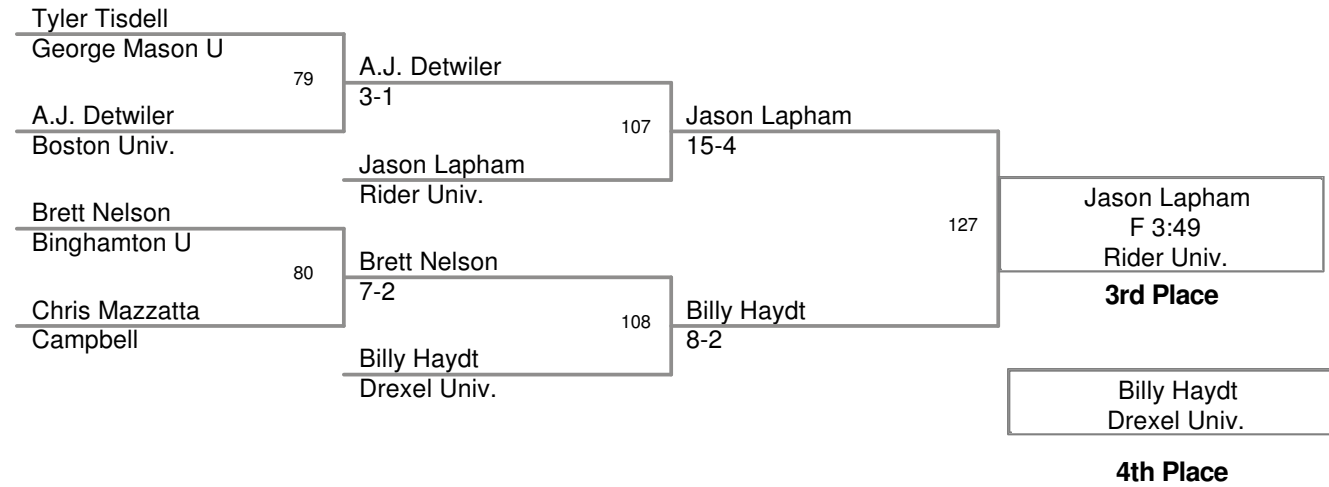 Tyler Tisdell
George Mason U
79
A.J. Detwiler
3-1
A.J. Detwiler
Boston Univ.
107
Jason Lapham
15-4
Jason Lapham
Rider Univ.
Brett Nelson
Binghamton U
80
Brett Nelson
7-2
Chris Mazzatta
Campbell
108
Billy Haydt
8-2
Billy Haydt
Drexel Univ.
127
Jason Lapham
F 3:49
Rider Univ.
3rd Place
Billy Haydt
Drexel Univ.
4th Place